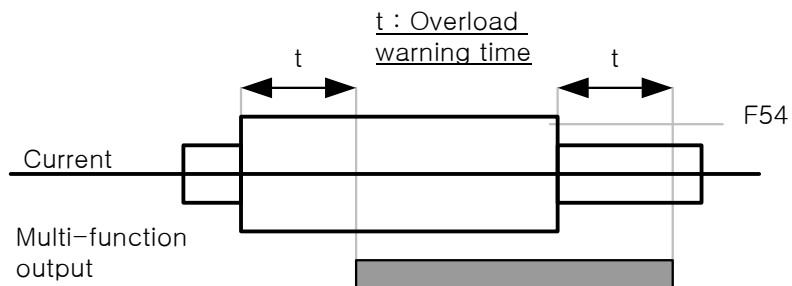 t : Overload
warning time
t
t
F54
Current
Multi-function
output